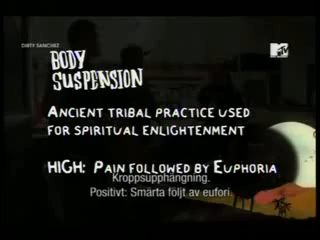 DIRTY SANCHEZ
MTV
BODY
SUSPENSION
ANCIENT TRIBAL PRACTICE USED
FOR SPIRITUAL ENLIGHTENMENT
HIGH: PAIN FOLLOWED BY EUPHORIA
Kroppsupphängning.
Positivt: Smärta följt av eufori.